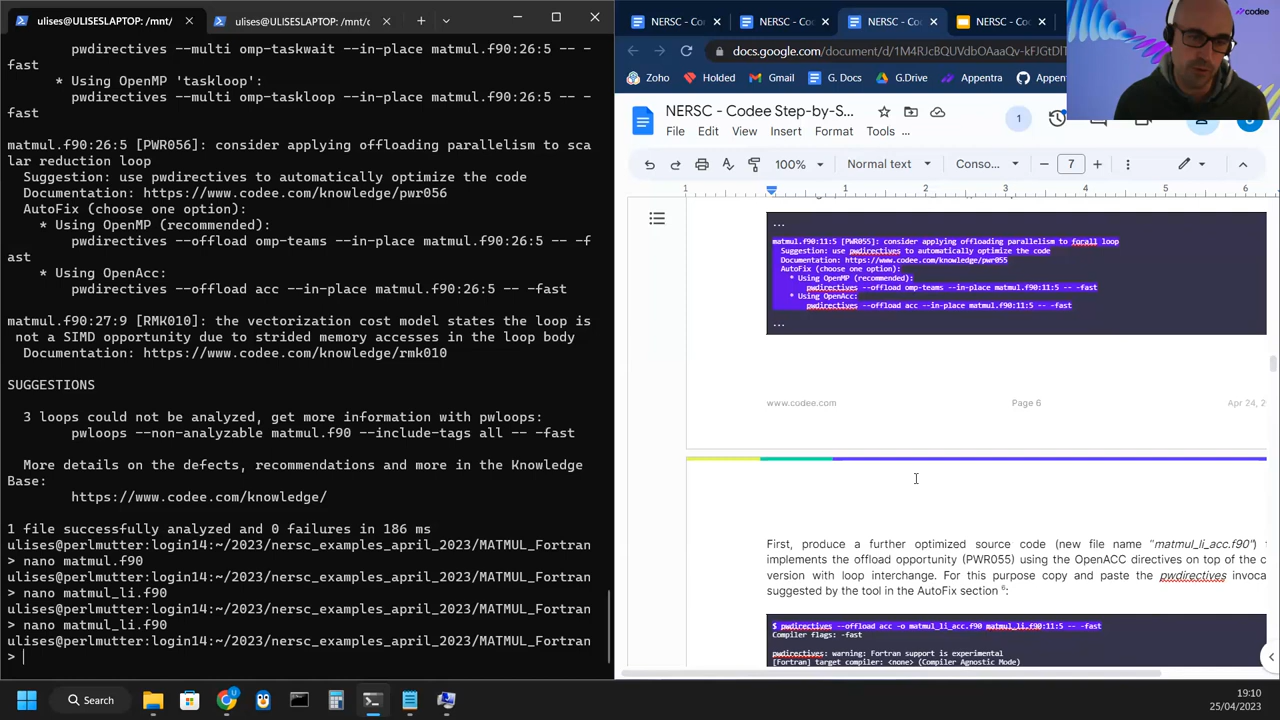 ulises@ULISESLAPTOP: /mnt/
ulises@ULISESLAPTOP: /mnt/c
pwdirectives --multi omp-taskwait --in-place matmul.f90:26:5 -- -
fast
* Using OpenMP 'taskloop':
pwdirectives --multi omp-taskloop --in-place matmul.f90:26:5 -- -
fast
matmul.f90:26:5 [PWR056]: consider applying offloading parallelism to sca
lar reduction loop
Suggestion: use pwdirectives to automatically optimize the code
Documentation: https://www.codee.com/knowledge/pwr056
AutoFix (choose one option):
* Using OpenMP (recommended):
pwdirectives --offload omp-teams --in-place matmul.f90:26:5 -- -f
ast
* Using OpenAcc:
pwdirectives --offload acc --in-place matmul.f90:26:5 -- -fast
matmul.f90:27:9 [RMK010]: the vectorization cost model states the loop is
not a SIMD opportunity due to strided memory accesses in the loop body
Documentation: https://www.codee.com/knowledge/rmk010
SUGGESTIONS
3 loops could not be analyzed, get more information with pwloops:
pwloops --non-analyzable matmul.f90 --include-tags all -- -fast
More details on the defects, recommendations and more in the Knowledge
Base:
https://www.codee.com/knowledge/
1 file successfully analyzed and 0 failures in 186 ms
ulises@perlmutter:login14:~/2023/nersc_examples_april_2023/MATMUL_Fortran
> nano matmul.f90
ulises@perlmutter:login14:~/2023/nersc_examples_april_2023/MATMUL_Fortran
> nano matmul_li.f90
ulises@perlmutter:login14:~/2023/nersc_examples_april_2023/MATMUL_Fortran
> nano matmul_li.f90
ulises@perlmutter:login14:~/2023/nersc_examples_april_2023/MATMUL_Fortran
>
NERSC - Co
NERSC - Co
NERSC - Co
NERSC - Co
codee
docs.google.com/document/d/1M4RJcBQUVdbOAaaQv-kFJGtDlT
Zoho
Holded
Gmail
G. Docs
G.Drive
Appentra
Appent
NERSC - Codee Step-by-S...
1
File Edit View Insert Format Tools ...
100%
Normal text
Conso...
7
1 1 2 3 4 5 6
...
matmul.f90:11:5 [PWR055]: consider applying offloading parallelism to forall loop
Suggestion: use pwdirectives to automatically optimize the code
Documentation: https://www.codee.com/knowledge/pwr055
AutoFix (choose one option):
* Using OpenMP (recommended):
pwdirectives --offload omp-teams --in-place matmul.f90:11:5 -- -fast
* Using OpenAcc:
pwdirectives --offload acc --in-place matmul.f90:11:5 -- -fast
...
www.codee.com
Page 6
Apr 24, 2
First, produce a further optimized source code (new file name "matmul_li_acc.f90") f
implements the offload opportunity (PWR055) using the OpenACC directives on top of the c
version with loop interchange. For this purpose copy and paste the pwdirectives invoca
suggested by the tool in the AutoFix section 6:
$ pwdirectives --offload acc -o matmul_li_acc.f90 matmul_li.f90:11:5 -- -fast
Compiler flags: -fast
pwdirectives: warning: Fortran support is experimental
[Fortran] target compiler: <none> (Compiler Agnostic Mode)
Search
19:10
25/04/2023